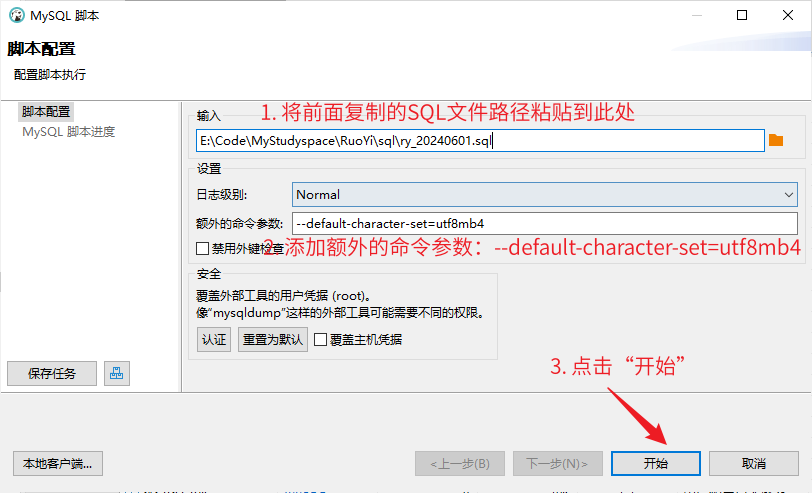 MySQL 脚本
脚本配置
配置脚本执行
脚本配置
MySQL 脚本进度
输入
1. 将前面复制的SQL文件路径粘贴到此处
E:\Code\MyStudyspace\RuoYi\sql\ry_20240601.sql
设置
日志级别:
Normal
额外的命令参数:
--default-character-set=utf8mb4
禁用外键检查
2. 添加额外的命令参数：--default-character-set=utf8mb4
安全
覆盖外部工具的用户凭据 (root)。
像“mysqldump”这样的外部工具可能需要不同的权限。
认证
重置为默认
覆盖主机凭据
3. 点击“开始”
保存任务
本地客户端...
<上一步(B)
下一步(N)>
开始
取消